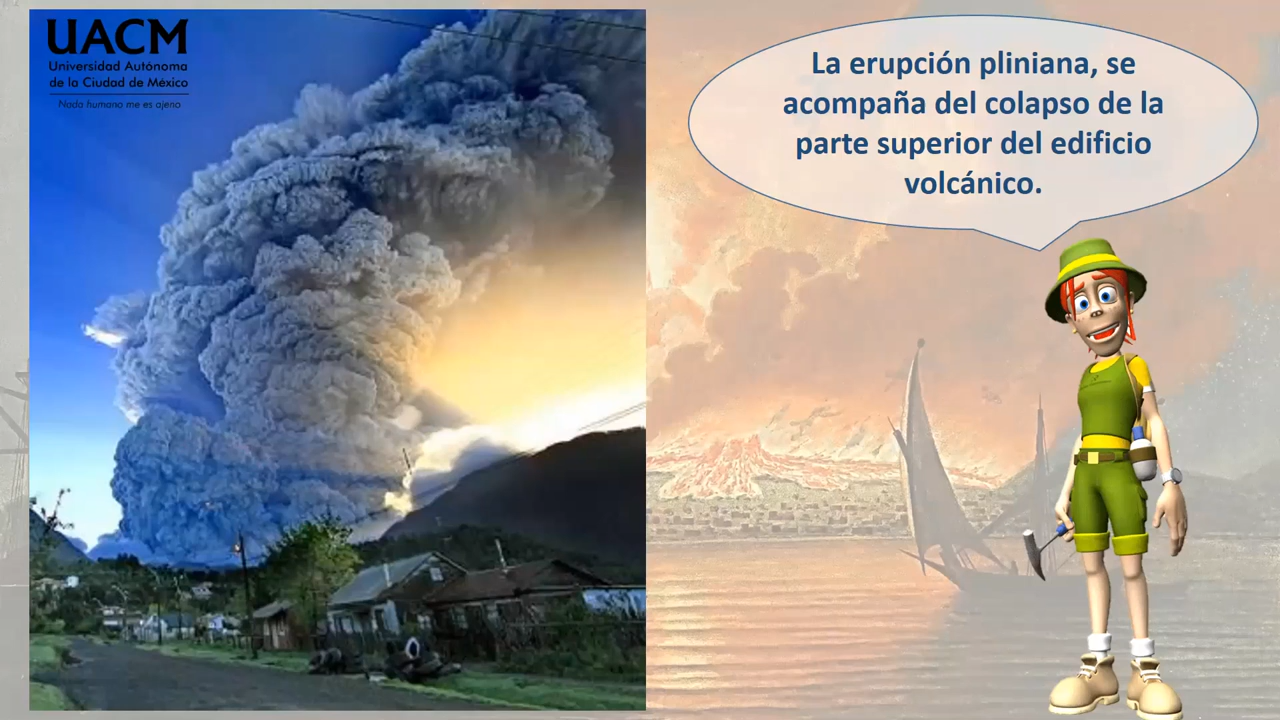 UACM
Universidad Autónoma
de la Ciudad de México
Nada humano me es ajeno
La erupción pliniana, se
acompaña del colapso de la
parte superior del edificio
volcánico.